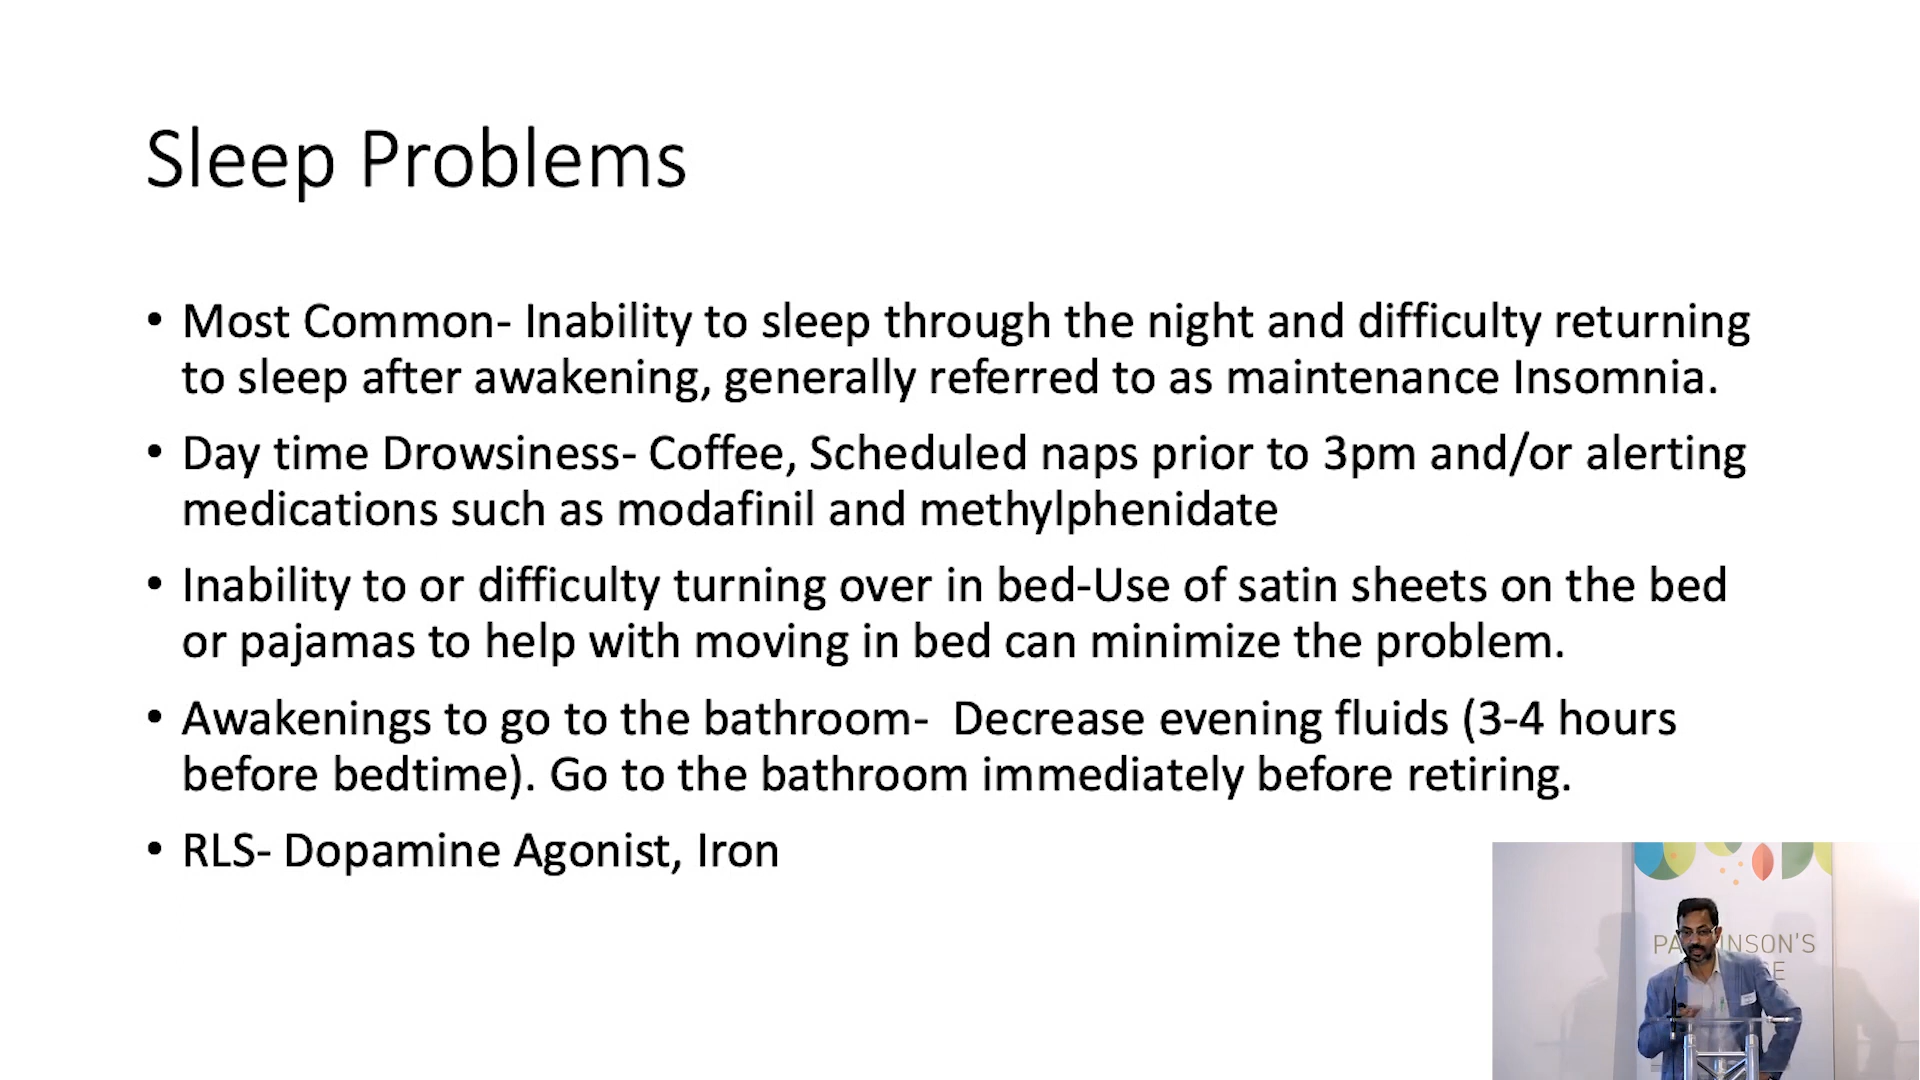 Sleep Problems
• Most Common- Inability to sleep through the night and difficulty returning
to sleep after awakening, generally referred to as maintenance Insomnia.
• Day time Drowsiness- Coffee, Scheduled naps prior to 3pm and/or alerting
medications such as modafinil and methylphenidate
• Inability to or difficulty turning over in bed-Use of satin sheets on the bed
or pajamas to help with moving in bed can minimize the problem.
• Awakenings to go to the bathroom-  Decrease evening fluids (3-4 hours
before bedtime). Go to the bathroom immediately before retiring.
• RLS- Dopamine Agonist, Iron